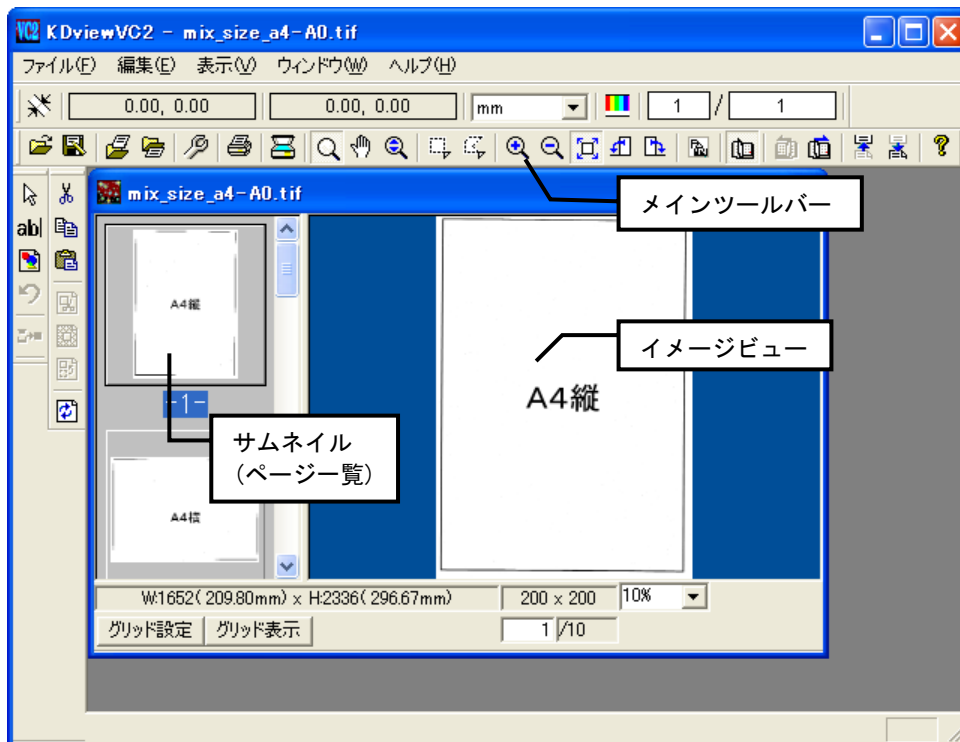 KDviewVC2 - mix_size_a4-A0.tif
ファイル(F) 編集(E) 表示(V) ウィンドウ(W) ヘルプ(H)
0.00, 0.00 0.00, 0.00 mm 1 / 1
メインツールバー
mix_size_a4-A0.tif
ab
A4縦
イメージビュー
A4縦
-1-
サムネイル
(ページ一覧)
A4横
W:1652( 209.80mm) x H:2336( 296.67mm) 200 x 200 10%
グリッド設定 グリッド表示 1 /10